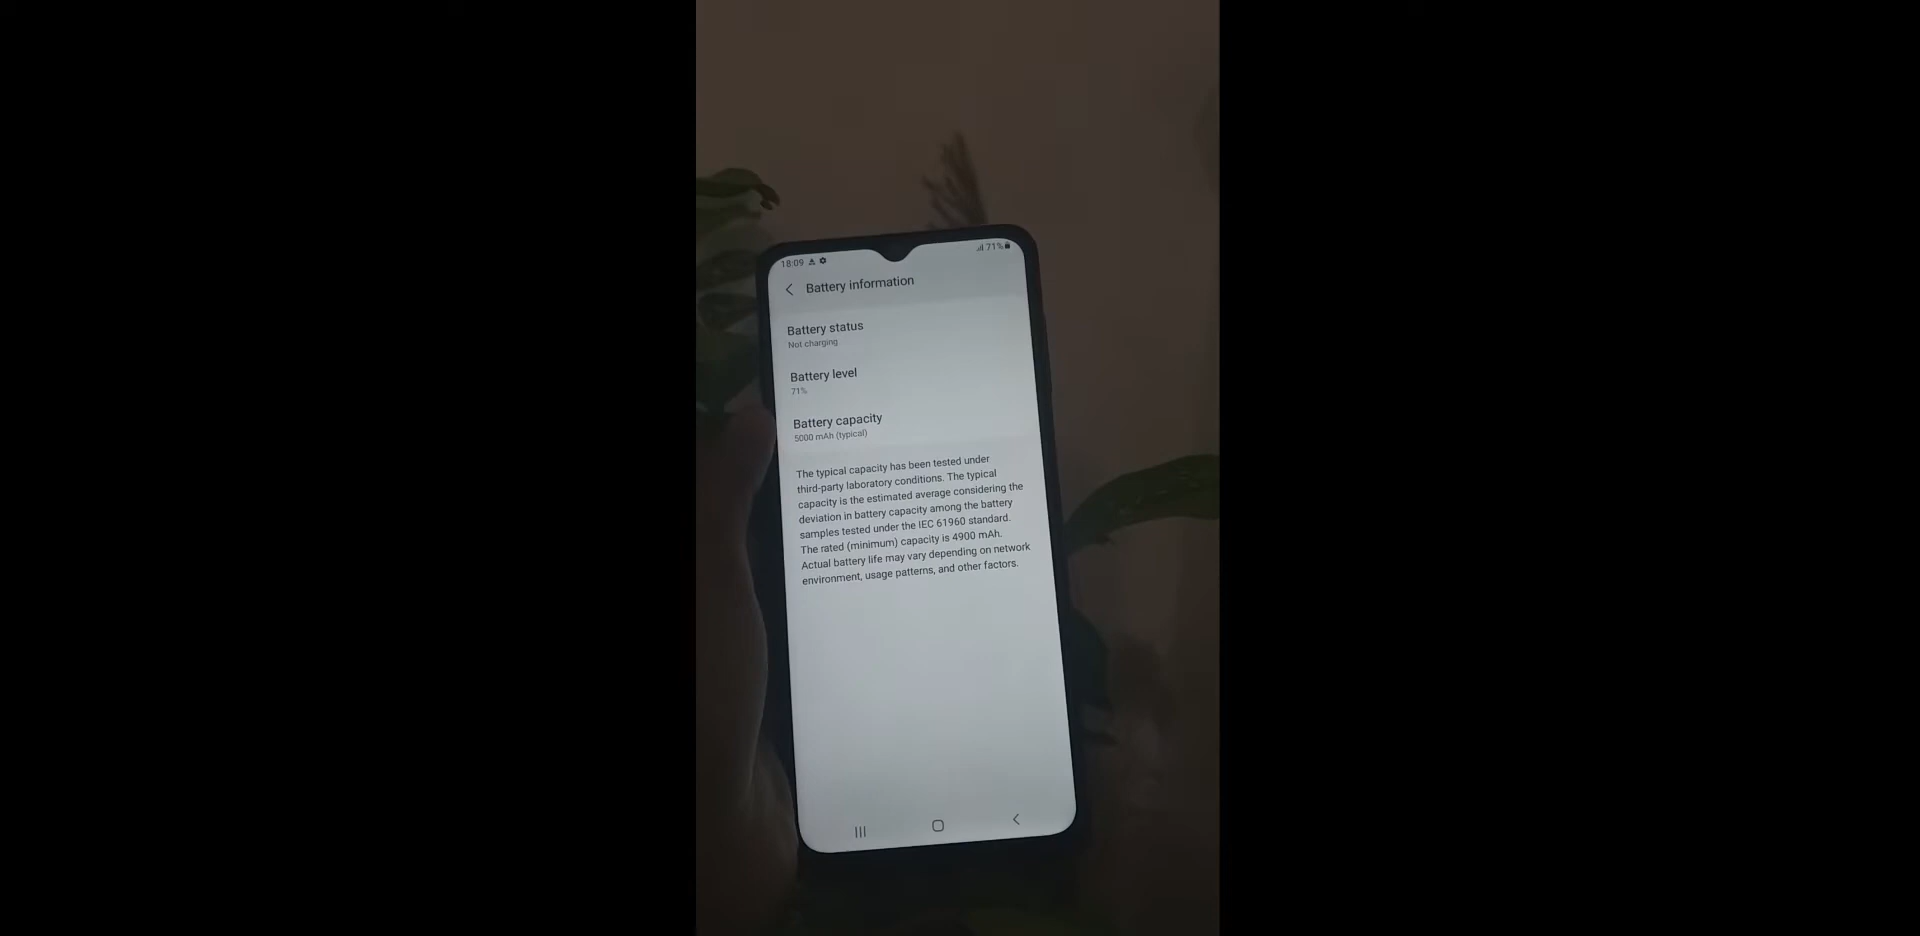 18:09 71%
Battery information
Battery status
Not charging
Battery level
71%
Battery capacity
5000 mAh (typical)
The typical capacity has been tested under
third-party laboratory conditions. The typical
capacity is the estimated average considering the
deviation in battery capacity among the battery
samples tested under the IEC 61960 standard.
The rated (minimum) capacity is 4900 mAh.
Actual battery life may vary depending on network
environment, usage patterns, and other factors.